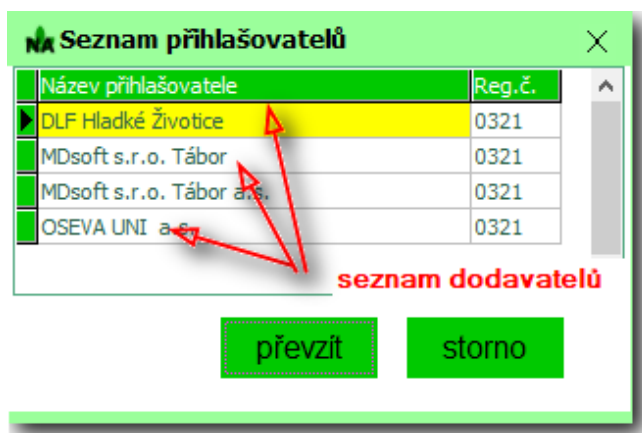 NA Seznam přihlašovatelů
Název přihlašovatele Reg.č.
DLF Hladké Životice 0321
MDsoft s.r.o. Tábor 0321
MDsoft s.r.o. Tábor a.s. 0321
OSEVA UNI a.s. 0321
seznam dodavatelů
převzít storno